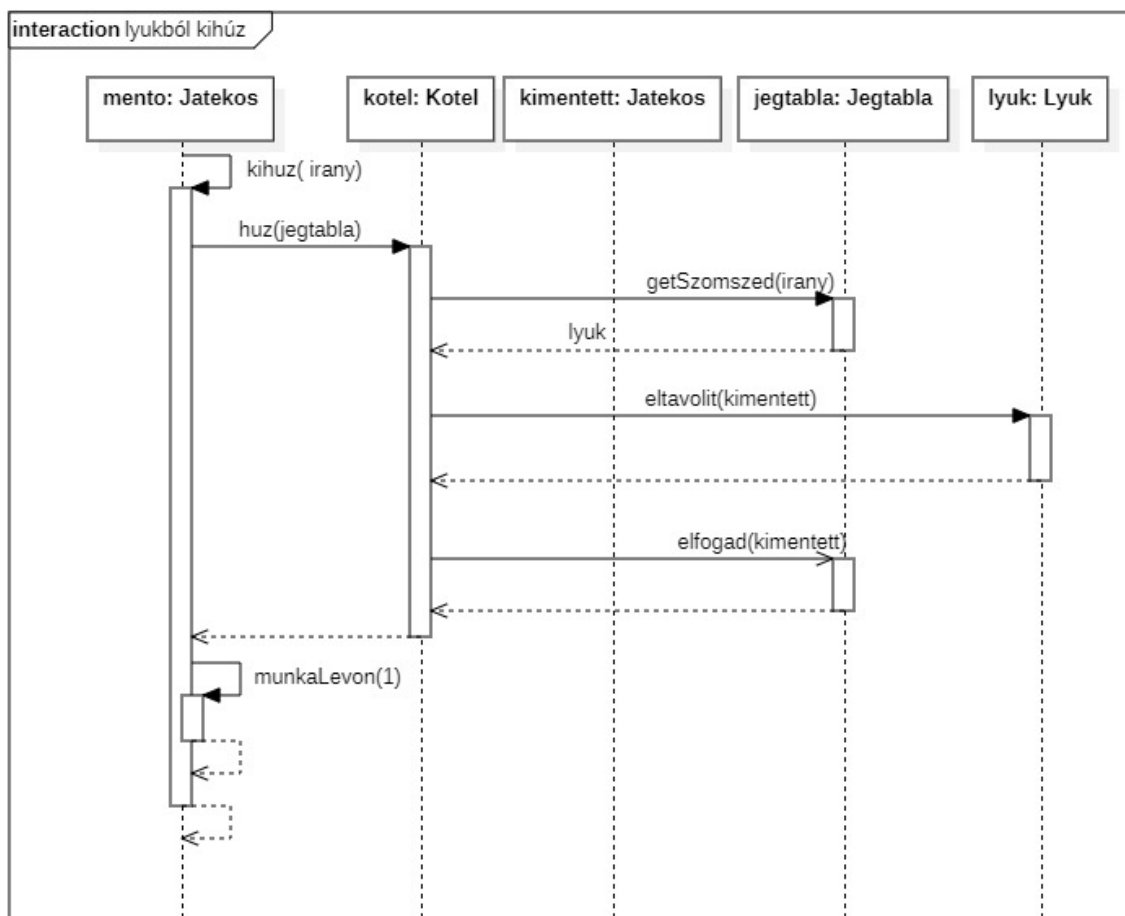 interaction lyukból kihúz
mento: Jatekos
kotel: Kotel
kimentett: Jatekos
jegtabla: Jegtabla
lyuk: Lyuk
kihuz( irany)
huz(jegtabla)
getSzomszed(irany)
lyuk
eltavolit(kimentett)
elfogad(kimentett)
munkaLevon(1)